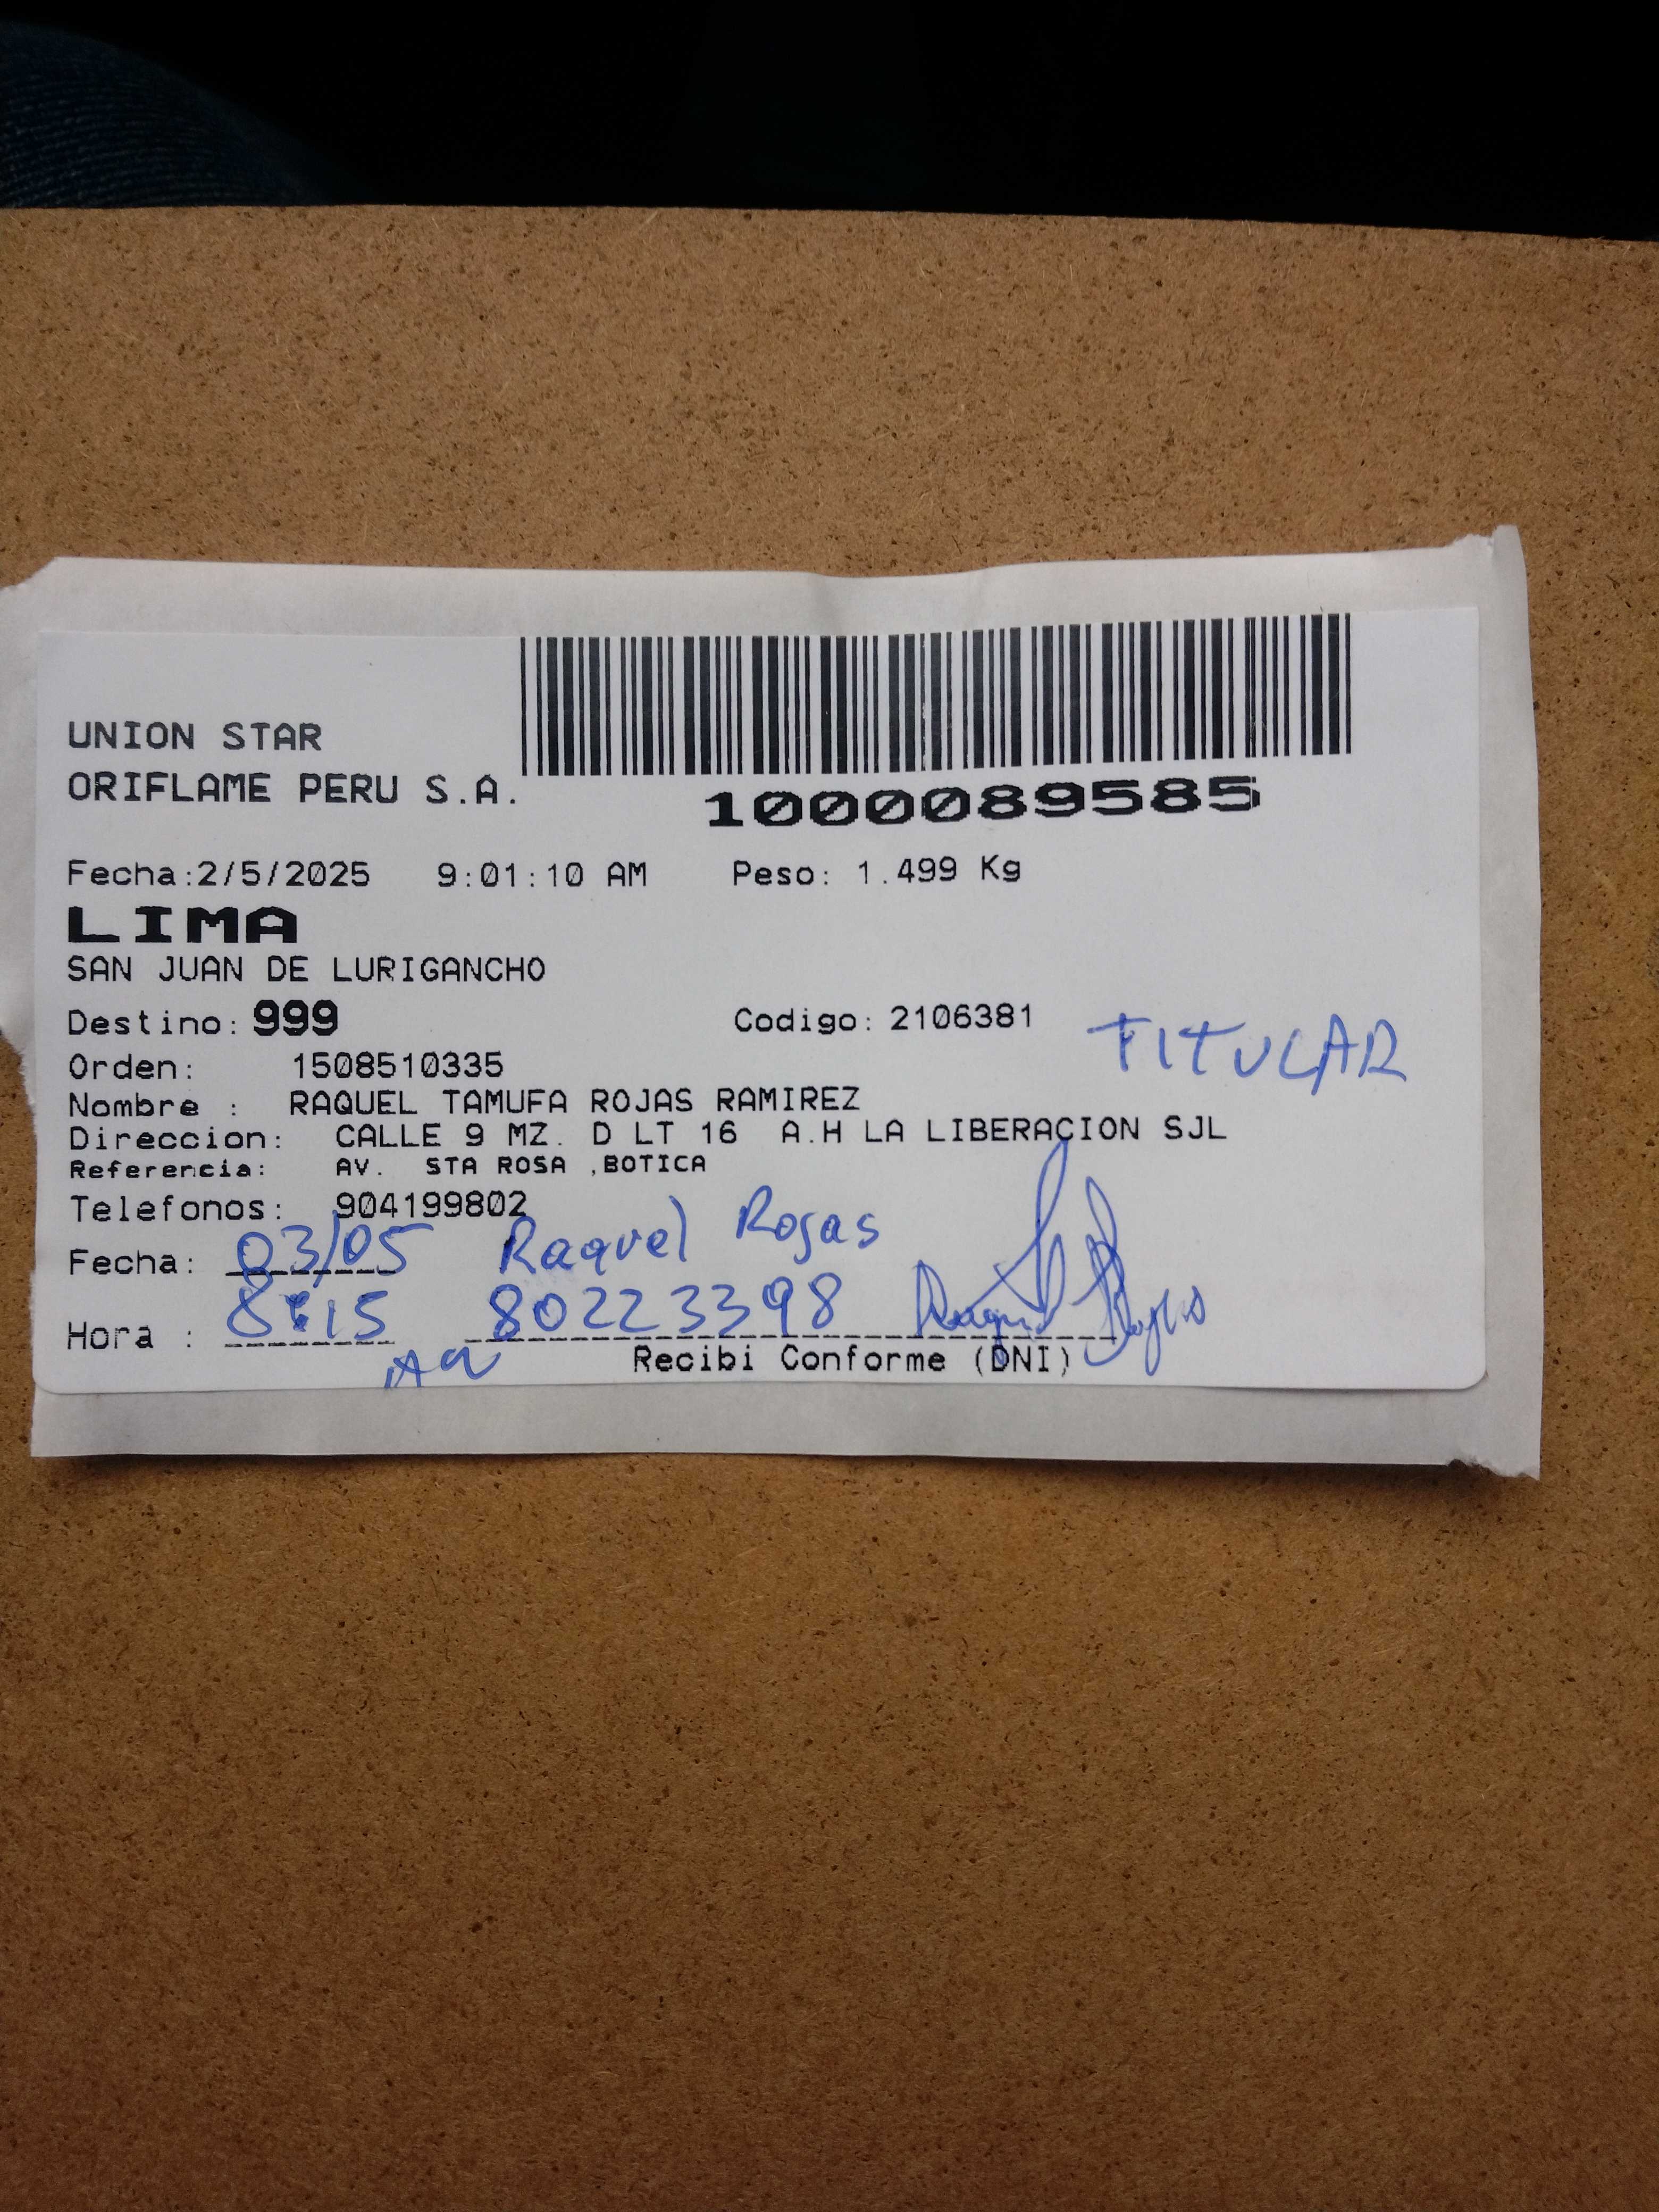 UNION STAR
ORIFLAME PERU S.A.
1000089585
Fecha:2/5/2025 9:01:10 AM Peso: 1.499 Kg
LIMA
SAN JUAN DE LURIGANCHO
Destino: 999 Codigo: 2106381 TITULAR
Orden: 1508510335
Nombre : RAQUEL TAMUFA ROJAS RAMIREZ
Direccion: CALLE 9 MZ. D LT 16 A.H LA LIBERACION SJL
Referencia: AV. STA ROSA ,BOTICA
Telefonos: 904199802
Fecha: 03/05 Raquel Rojas
Hora : 8:15 80223398 Raquel Rojas
Recibi Conforme (DNI)